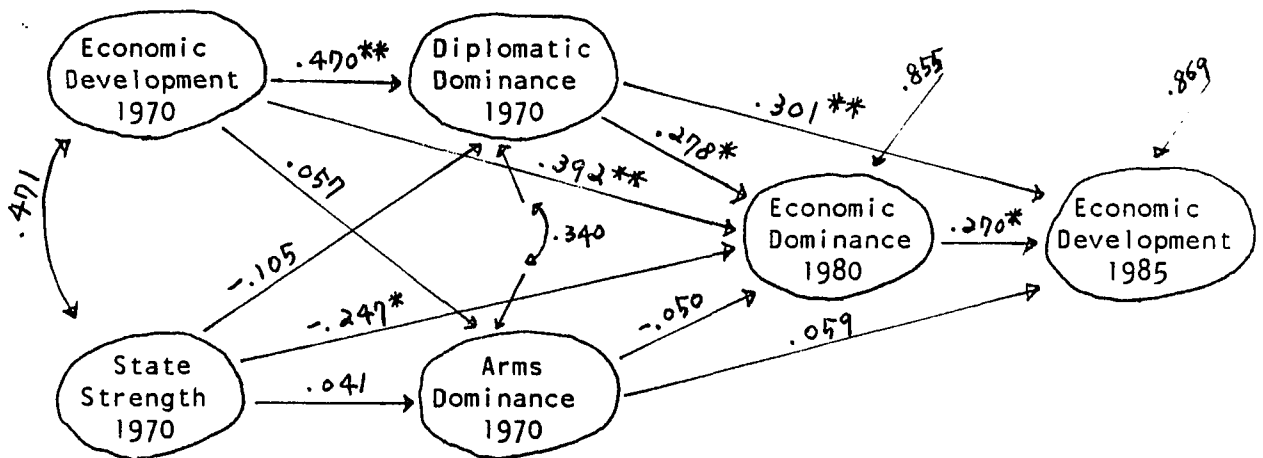 Economic
Development
1970
.470**
Diplomatic
Dominance
1970
.855
.869
.301**
.278*
.392**
.057
.471
.340
-.105
Economic
Dominance
1980
.270*
Economic
Development
1985
-.247*
-.050
.059
State
Strength
1970
.041
Arms
Dominance
1970